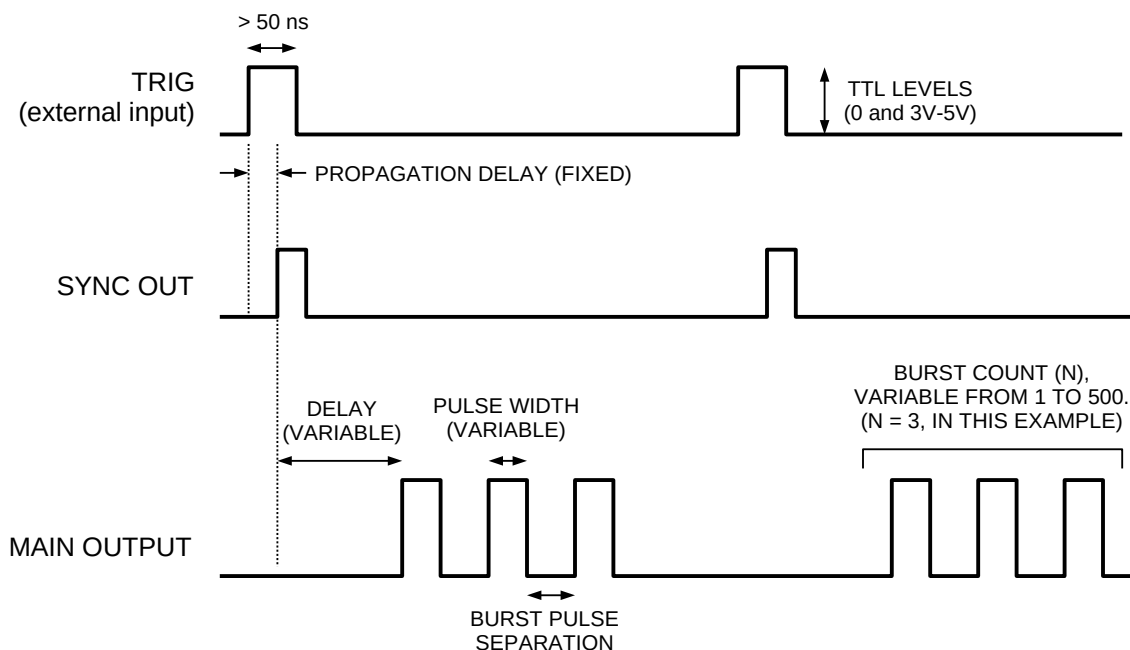 > 50 ns
TRIG
(external input)
TTL LEVELS
(0 and 3V-5V)
PROPAGATION DELAY (FIXED)
SYNC OUT
BURST COUNT (N),
VARIABLE FROM 1 TO 500.
(N = 3, IN THIS EXAMPLE)
DELAY
(VARIABLE)
PULSE WIDTH
(VARIABLE)
MAIN OUTPUT
BURST PULSE
SEPARATION